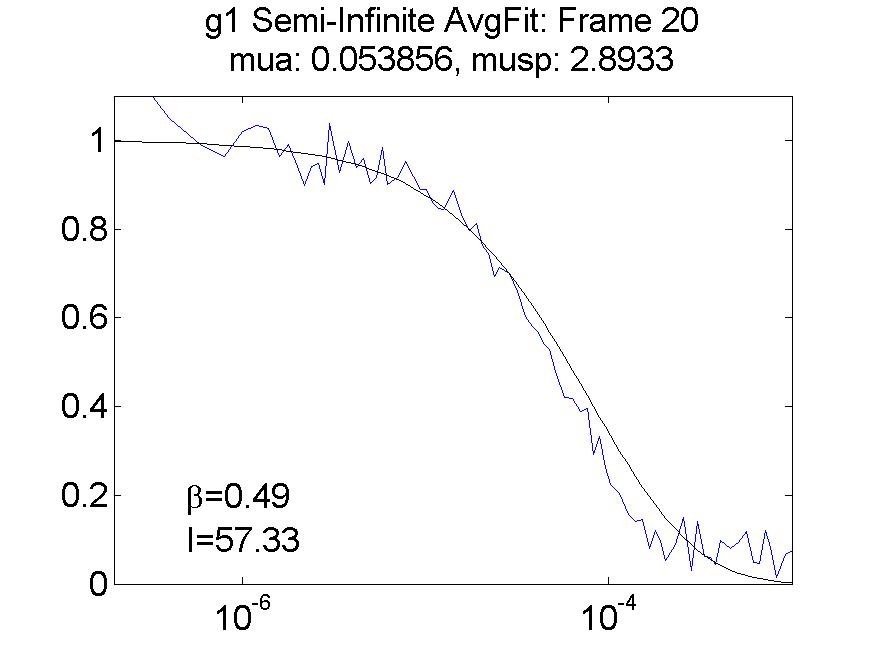 g1 Semi-Infinite AvgFit: Frame 20
mua: 0.053856, musp: 2.8933
1
0.8
0.6
0.4
0.2
0
β=0.49
I=57.33
10^-6
10^-4